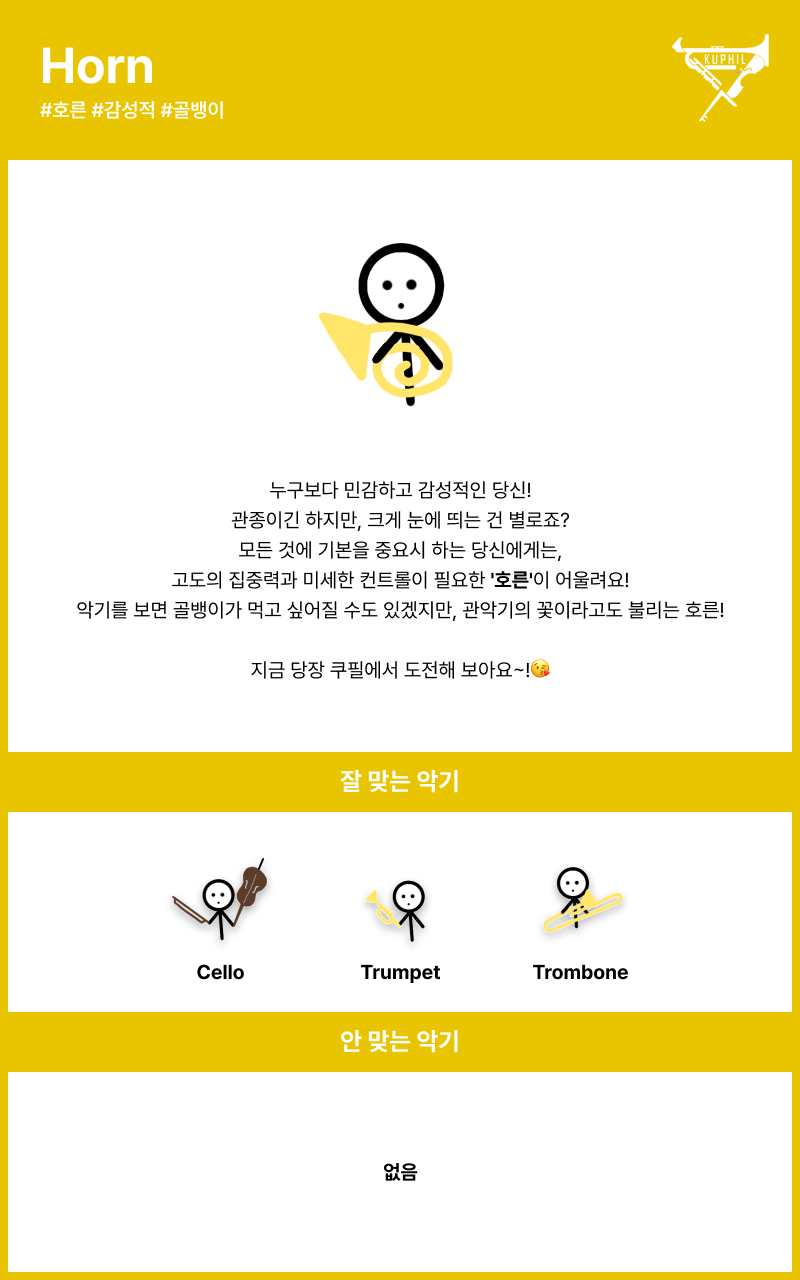 Horn
#호른 #감성적 #골뱅이
KUPHIL
누구보다 민감하고 감성적인 당신!
관종이긴 하지만, 크게 눈에 띄는 건 별로죠?
모든 것에 기본을 중요시 하는 당신에게는,
고도의 집중력과 미세한 컨트롤이 필요한 '호른'이 어울려요!
악기를 보면 골뱅이가 먹고 싶어질 수도 있겠지만, 관악기의 꽃이라고도 불리는 호른!
지금 당장 쿠필에서 도전해 보아요~!😘
잘 맞는 악기
Cello
Trumpet
Trombone
안 맞는 악기
없음